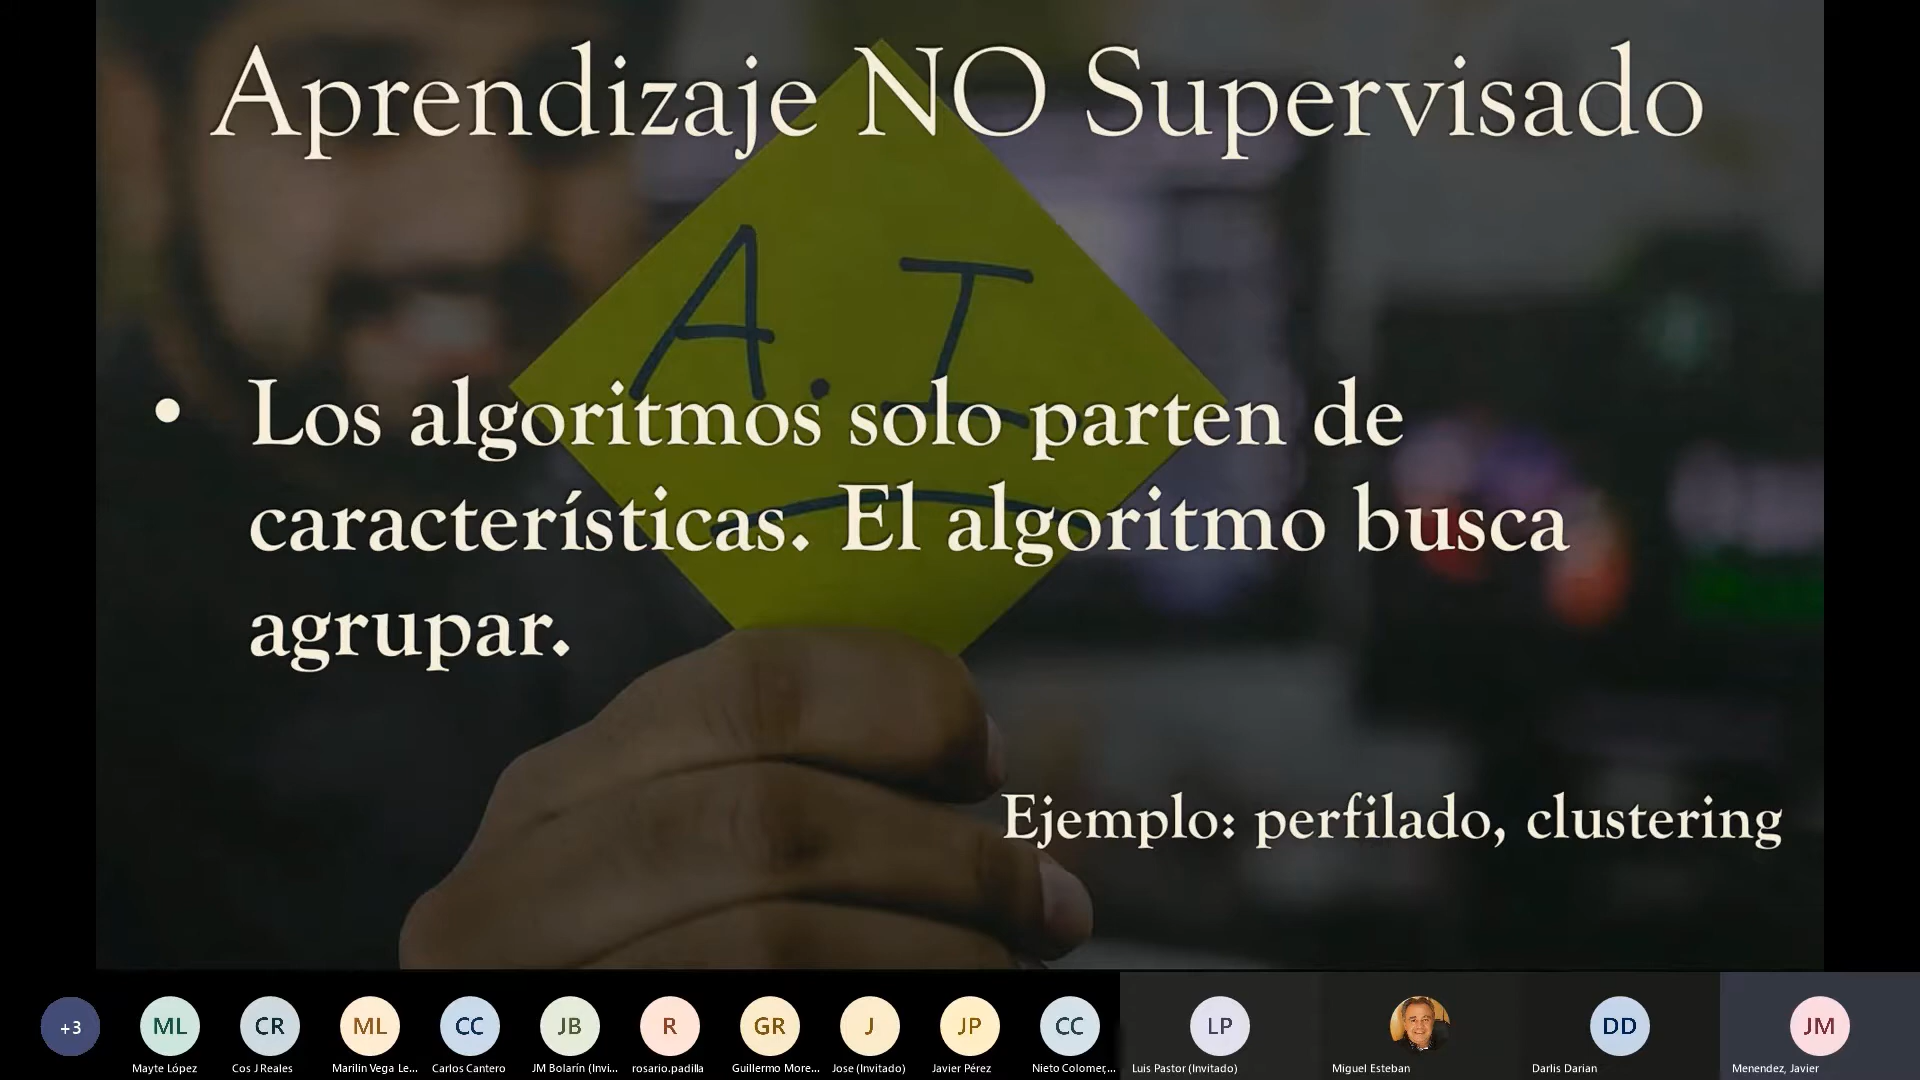 Aprendizaje NO Supervisado
A.I.
• Los algoritmos solo parten de
características. El algoritmo busca
agrupar.
Ejemplo: perfilado, clustering
+3
ML
CR
ML
CC
JB
R
GR
J
JP
CC
LP
DD
JM
Mayte López
Cos J Reales
Marilin Vega Le...
Carlos Cantero
JM Bolarín (Invi...
rosario.padilla
Guillermo More...
Jose (Invitado)
Javier Pérez
Nieto Colomer,...
Luis Pastor (Invitado)
Miguel Esteban
Darlis Darian
Menendez, Javier